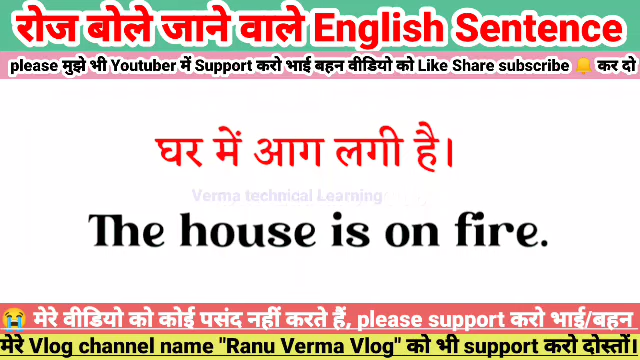 रोज बोले जाने वाले English Sentence
please मुझे भी Youtuber में Support करो भाई बहन वीडियो को Like Share subscribe 🔔 कर दो
घर में आग लगी है।
Verma technical Learning
The house is on fire.
😭 मेरे वीडियो को कोई पसंद नहीं करते हैं, please support करो भाई/बहन
मेरे Vlog channel name "Ranu Verma Vlog" को भी support करो दोस्तों।